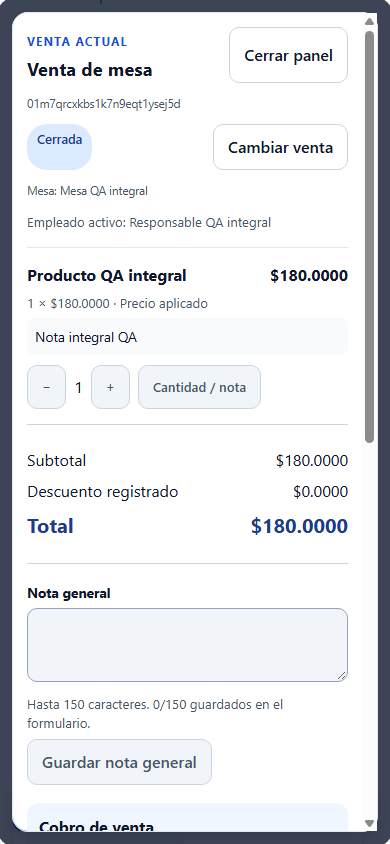 VENTA ACTUAL
Venta de mesa
Cerrar panel
01m7qrcxkbs1k7n9eqt1ysej5d
Cerrada
Cambiar venta
Mesa: Mesa QA integral
Empleado activo: Responsable QA integral
Producto QA integral $180.0000
1 × $180.0000 · Precio aplicado
Nota integral QA
− 1 + Cantidad / nota
Subtotal $180.0000
Descuento registrado $0.0000
Total $180.0000
Nota general
Hasta 150 caracteres. 0/150 guardados en el
formulario.
Guardar nota general
Cobro de venta